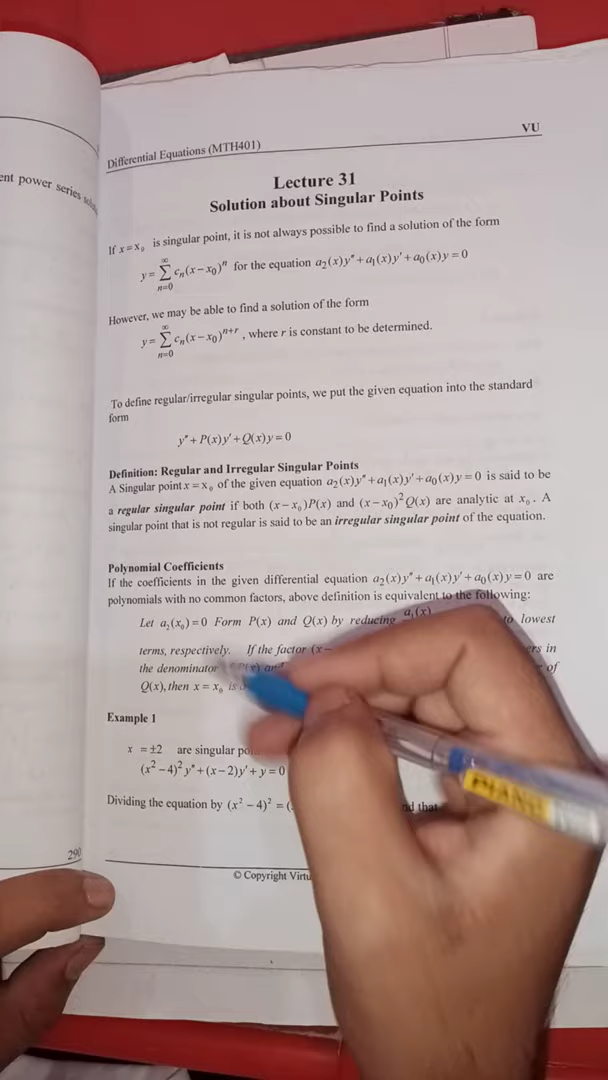 ent power series
290
Differential Equations (MTH401)
VU
Lecture 31
Solution about Singular Points
If x = x₀ is singular point, it is not always possible to find a solution of the form
y = ∑_{n=0}^{∞} cₙ(x−x₀)ⁿ for the equation a₂(x)y″ + a₁(x)y′ + a₀(x)y = 0
However, we may be able to find a solution of the form
y = ∑_{n=0}^{∞} cₙ(x−x₀)ⁿ⁺ʳ, where r is constant to be determined.
To define regular/irregular singular points, we put the given equation into the standard
form
y″ + P(x)y′ + Q(x)y = 0
Definition: Regular and Irregular Singular Points
A Singular point x = x₀ of the given equation a₂(x)y″ + a₁(x)y′ + a₀(x)y = 0 is said to be
a regular singular point if both (x−x₀)P(x) and (x−x₀)²Q(x) are analytic at x₀. A
singular point that is not regular is said to be an irregular singular point of the equation.
Polynomial Coefficients
If the coefficients in the given differential equation a₂(x)y″ + a₁(x)y′ + a₀(x)y = 0 are
polynomials with no common factors, above definition is equivalent to the following:
Let a₂(x₀) = 0 Form P(x) and Q(x) by reducing a₁(x) to lowest
terms, respectively. If the factor (x− in
the denominator of P(x) and of
Q(x), then x = x₀ is
Example 1
x = ±2 are singular
(x² − 4)² y″ + (x − 2)y′ + y = 0
Dividing the equation by (x² − 4)² = ( that
© Copyright
PIANO